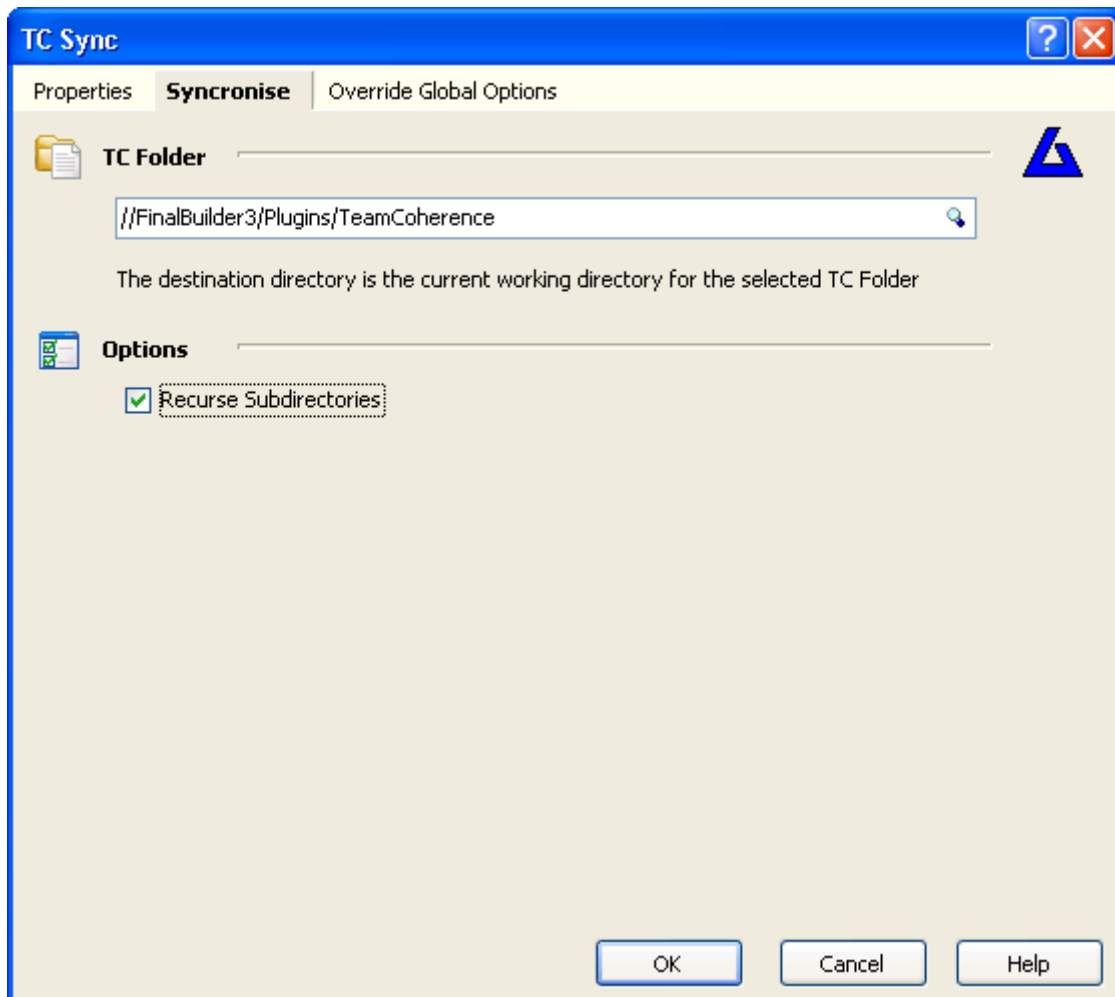 TC Sync
Properties Syncronise Override Global Options
TC Folder
//FinalBuilder3/Plugins/TeamCoherence
The destination directory is the current working directory for the selected TC Folder
Options
Recurse Subdirectories
OK Cancel Help